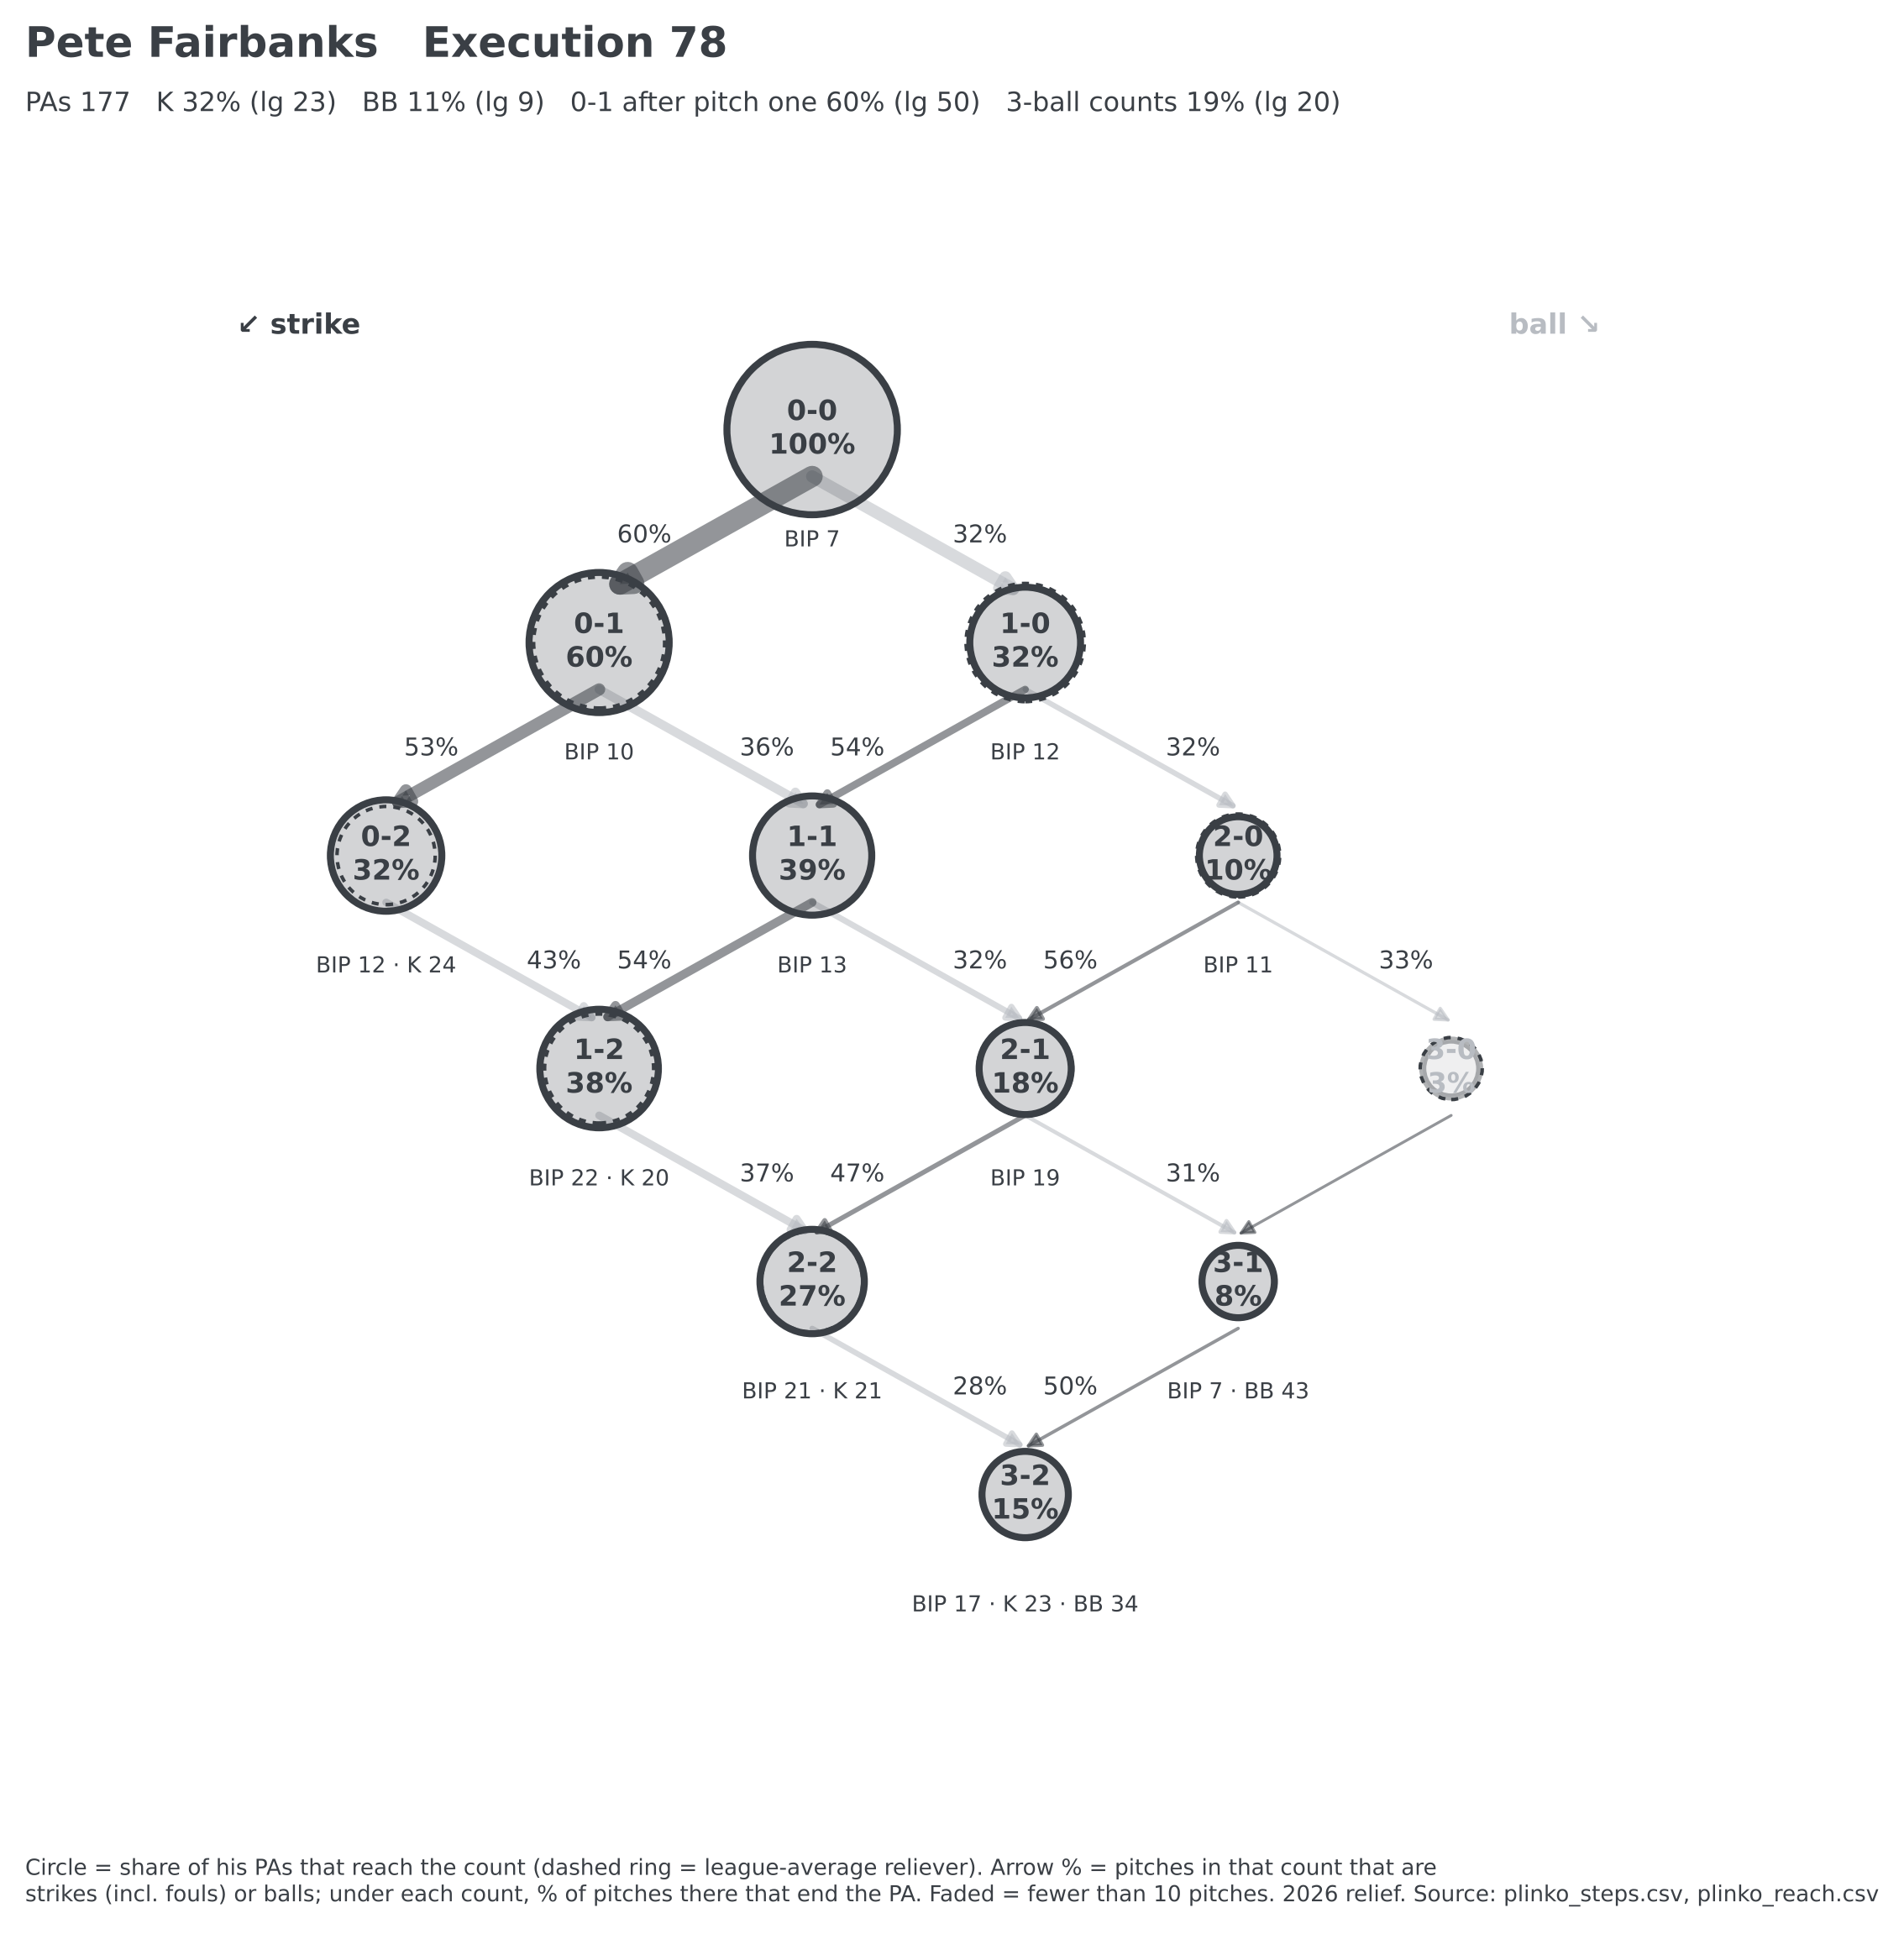 Pete Fairbanks   Execution 78
PAs 177   K 32% (lg 23)   BB 11% (lg 9)   0-1 after pitch one 60% (lg 50)   3-ball counts 19% (lg 20)
↙ strike
ball ↘
0-0
100%
60%
32%
BIP 7
0-1
60%
1-0
32%
53%
BIP 10
36%
54%
BIP 12
32%
0-2
32%
1-1
39%
2-0
10%
BIP 12 · K 24
43%
54%
BIP 13
32%
56%
BIP 11
33%
1-2
38%
2-1
18%
3-0
3%
BIP 22 · K 20
37%
47%
BIP 19
31%
2-2
27%
3-1
8%
BIP 21 · K 21
28%
50%
BIP 7 · BB 43
3-2
15%
BIP 17 · K 23 · BB 34
Circle = share of his PAs that reach the count (dashed ring = league-average reliever). Arrow % = pitches in that count that are
strikes (incl. fouls) or balls; under each count, % of pitches there that end the PA. Faded = fewer than 10 pitches. 2026 relief. Source: plinko_steps.csv, plinko_reach.csv